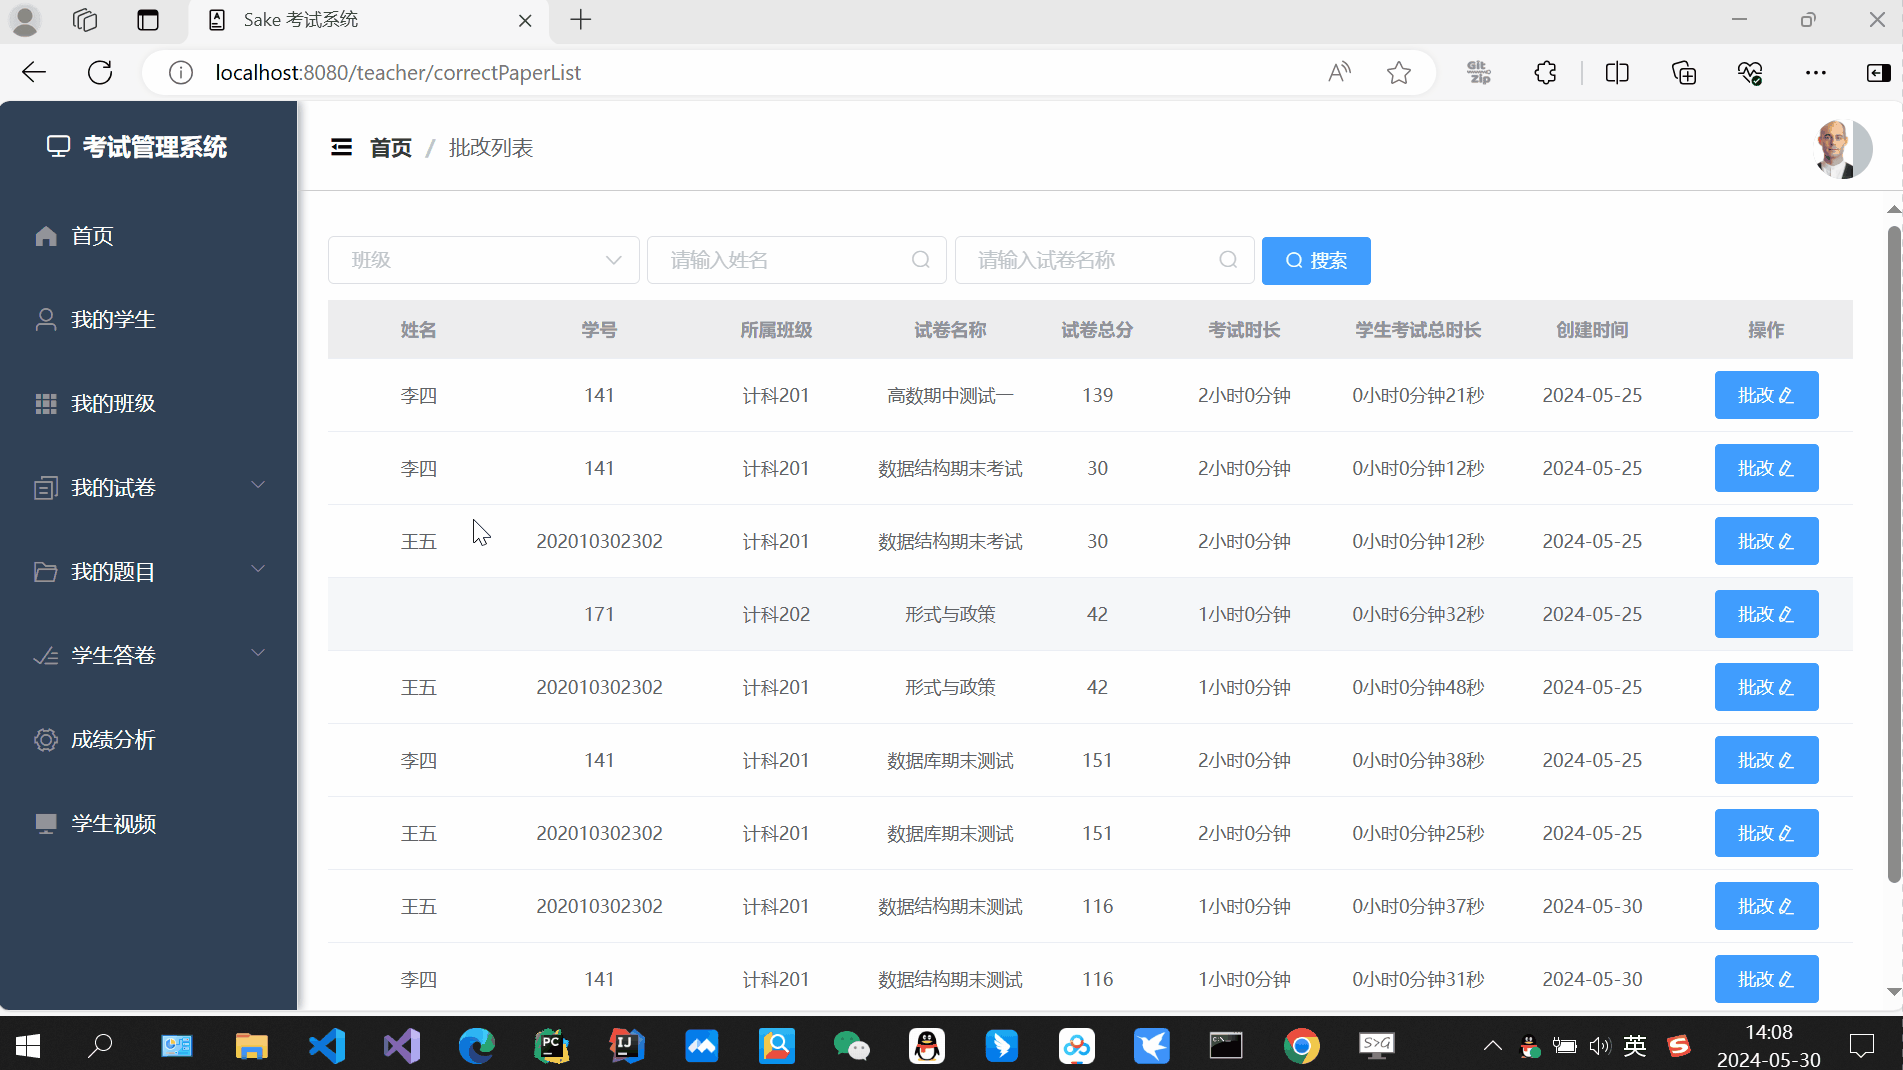 Sake 考试系统
localhost:8080/teacher/correctPaperList
Git
Zip
考试管理系统
首页 / 批改列表
首页
我的学生
我的班级
我的试卷
我的题目
学生答卷
成绩分析
学生视频
班级 请输入姓名 请输入试卷名称 搜索
姓名 学号 所属班级 试卷名称 试卷总分 考试时长 学生考试总时长 创建时间 操作
李四 141 计科201 高数期中测试一 139 2小时0分钟 0小时0分钟21秒 2024-05-25 批改
李四 141 计科201 数据结构期末考试 30 2小时0分钟 0小时0分钟12秒 2024-05-25 批改
王五 202010302302 计科201 数据结构期末考试 30 2小时0分钟 0小时0分钟12秒 2024-05-25 批改
171 计科202 形式与政策 42 1小时0分钟 0小时6分钟32秒 2024-05-25 批改
王五 202010302302 计科201 形式与政策 42 1小时0分钟 0小时0分钟48秒 2024-05-25 批改
李四 141 计科201 数据库期末测试 151 2小时0分钟 0小时0分钟38秒 2024-05-25 批改
王五 202010302302 计科201 数据库期末测试 151 2小时0分钟 0小时0分钟25秒 2024-05-25 批改
王五 202010302302 计科201 数据结构期末测试 116 1小时0分钟 0小时0分钟37秒 2024-05-30 批改
李四 141 计科201 数据结构期末测试 116 1小时0分钟 0小时0分钟31秒 2024-05-30 批改
PC
IJ
S>G
英
14:08
2024-05-30